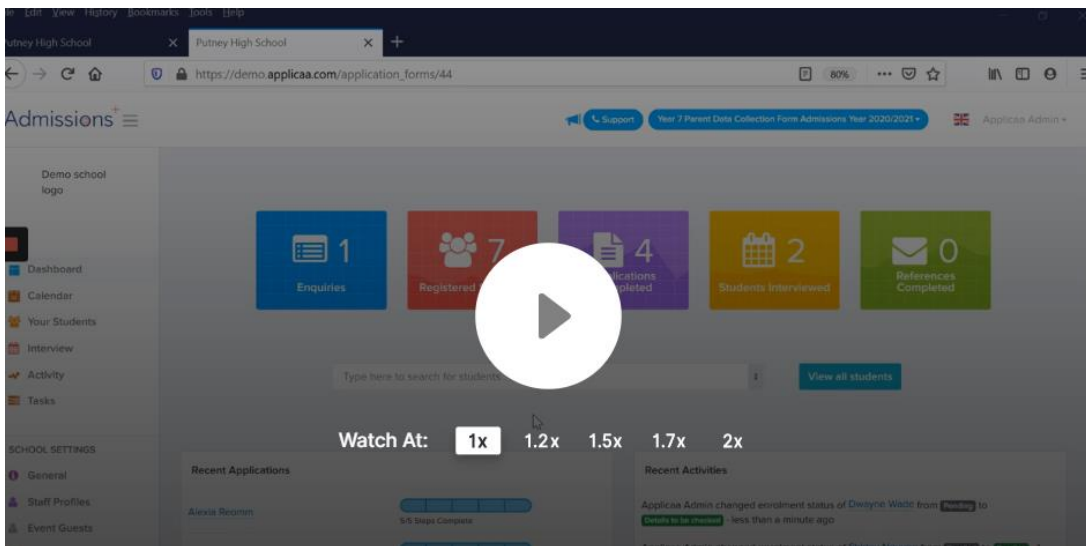 Edit View History Bookmarks Tools Help
Putney High School
Putney High School
https://demo.applicaa.com/application_forms/44
80%
Admissions+
Support
Year 7 Parent Data Collection Form Admissions Year 2020/2021
Applicaa Admin
Demo school
logo
1
Enquiries
7
Registered
4
2
Students Interviewed
0
References
Completed
Dashboard
Calendar
Your Students
Interview
Activity
Tasks
Type here to search for students
View all students
Watch At:
1x
1.2x
1.5x
1.7x
2x
SCHOOL SETTINGS
General
Staff Profiles
Event Guests
Recent Applications
Alexia Reomm
5/5 Steps Complete
Recent Activities
Applicaa Admin changed enrolment status of Dwayne Wade from Pending to
Details to be checked - less than a minute ago